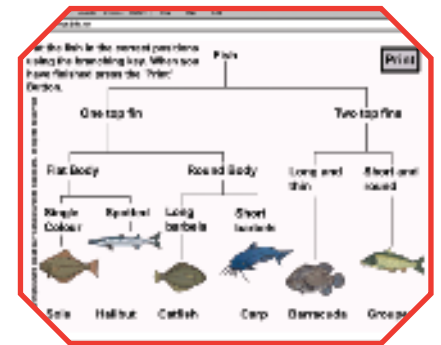 the fish in the correct positions
using the branching key. When you
have finished press the 'Print'
Button.
Fish
Print
One top fin
Two top fins
Flat Body
Round Body
Long and
thin
Short and
round
Single
Colour
Spotted
Long
barbels
Short
barbels
Sole
Halibut
Catfish
Carp
Barracuda
Groupe